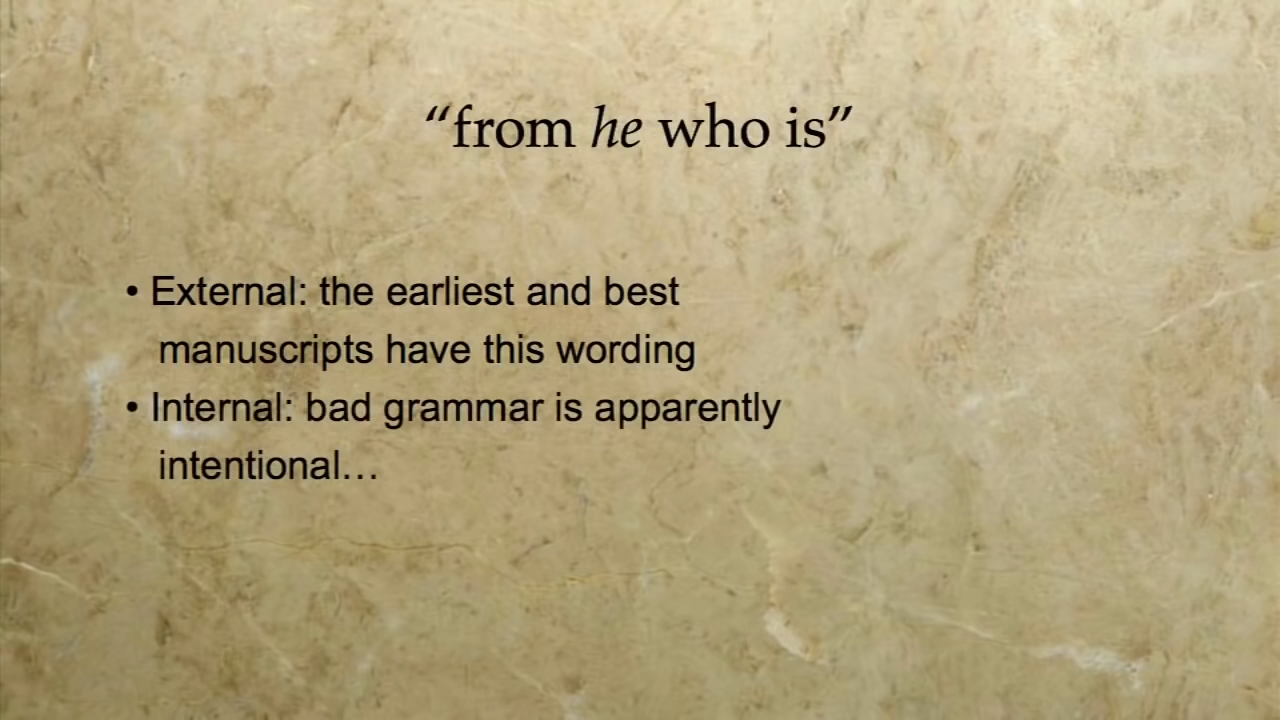 “from he who is”
• External: the earliest and best
manuscripts have this wording
• Internal: bad grammar is apparently
intentional…